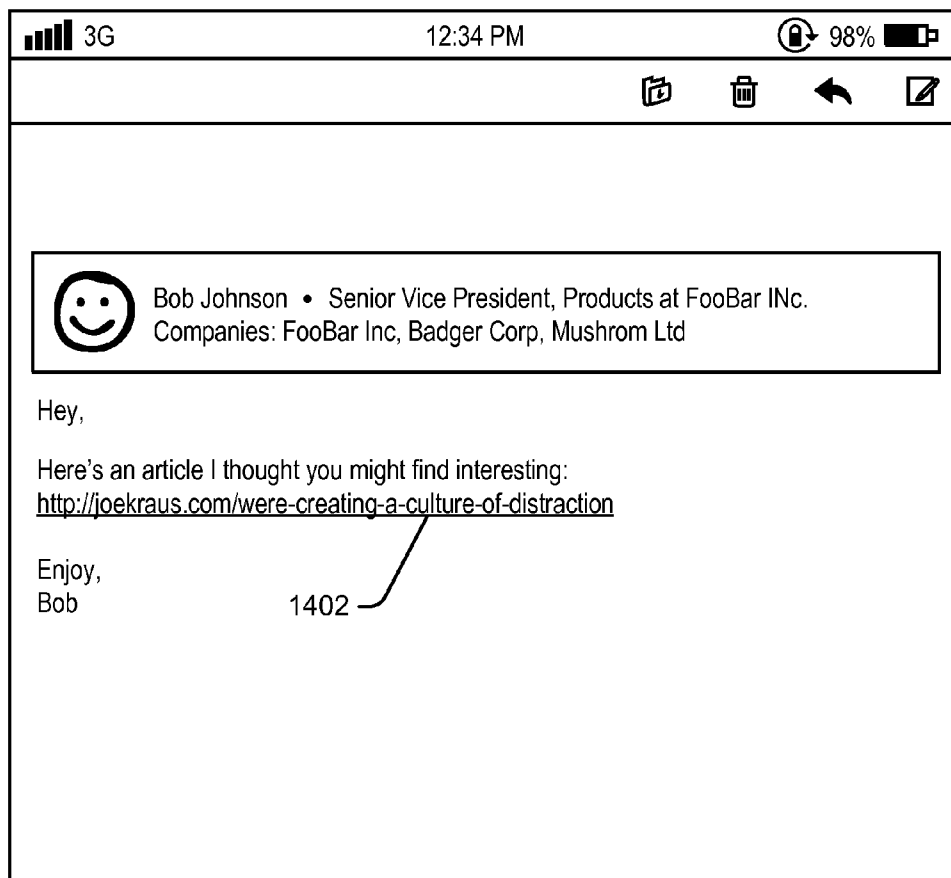 3G 12:34 PM 98%
Bob Johnson • Senior Vice President, Products at FooBar INc.
Companies: FooBar Inc, Badger Corp, Mushrom Ltd
Hey,
Here's an article I thought you might find interesting:
http://joekraus.com/were-creating-a-culture-of-distraction
Enjoy,
Bob
1402